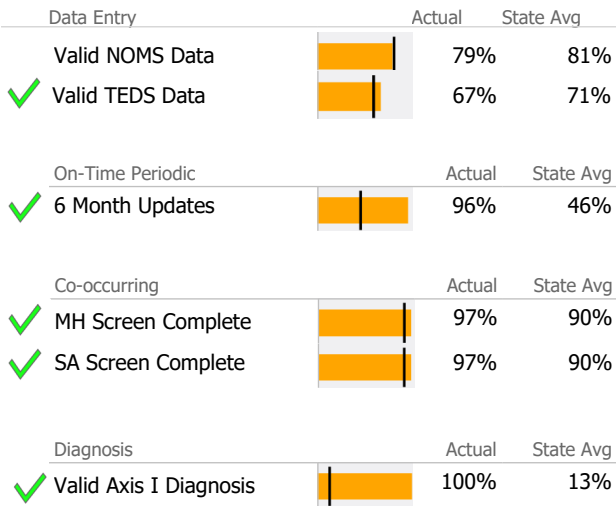 Data Entry Actual State Avg
Valid NOMS Data 79% 81%
Valid TEDS Data 67% 71%
On-Time Periodic Actual State Avg
6 Month Updates 96% 46%
Co-occurring Actual State Avg
MH Screen Complete 97% 90%
SA Screen Complete 97% 90%
Diagnosis Actual State Avg
Valid Axis I Diagnosis 100% 13%